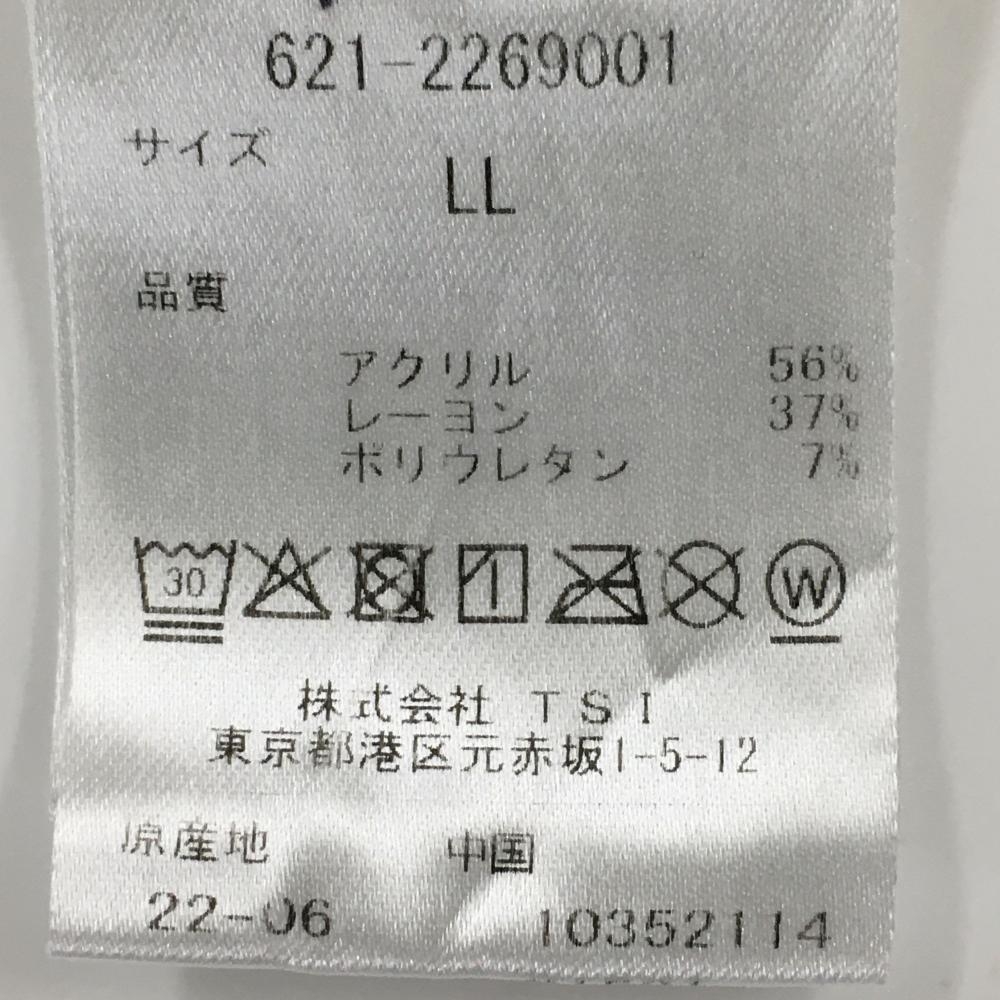 621-2269001
サイズ
LL
品質
アクリル 56%
レーヨン 37%
ポリウレタン 7%
30 W
株式会社 TSI
東京都港区元赤坂1-5-12
原産地 中国
22-06 10352114